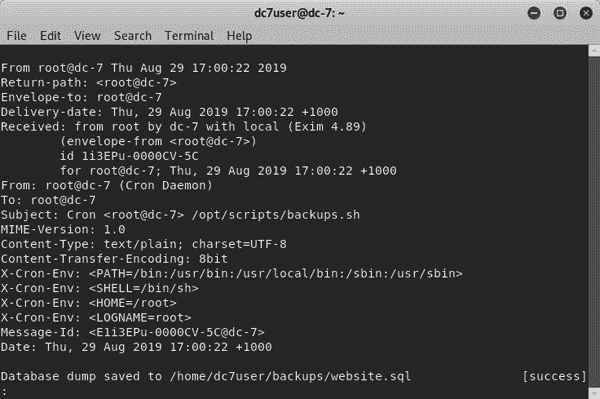 dc7user@dc-7: ~
File Edit View Search Terminal Help
From root@dc-7 Thu Aug 29 17:00:22 2019
Return-path: <root@dc-7>
Envelope-to: root@dc-7
Delivery-date: Thu, 29 Aug 2019 17:00:22 +1000
Received: from root by dc-7 with local (Exim 4.89)
(envelope-from <root@dc-7>)
id 1i3EPu-0000CV-5C
for root@dc-7; Thu, 29 Aug 2019 17:00:22 +1000
From: root@dc-7 (Cron Daemon)
To: root@dc-7
Subject: Cron <root@dc-7> /opt/scripts/backups.sh
MIME-Version: 1.0
Content-Type: text/plain; charset=UTF-8
Content-Transfer-Encoding: 8bit
X-Cron-Env: <PATH=/bin:/usr/bin:/usr/local/bin:/sbin:/usr/sbin>
X-Cron-Env: <SHELL=/bin/sh>
X-Cron-Env: <HOME=/root>
X-Cron-Env: <LOGNAME=root>
Message-Id: <E1i3EPu-0000CV-5C@dc-7>
Date: Thu, 29 Aug 2019 17:00:22 +1000
Database dump saved to /home/dc7user/backups/website.sql [success]
: